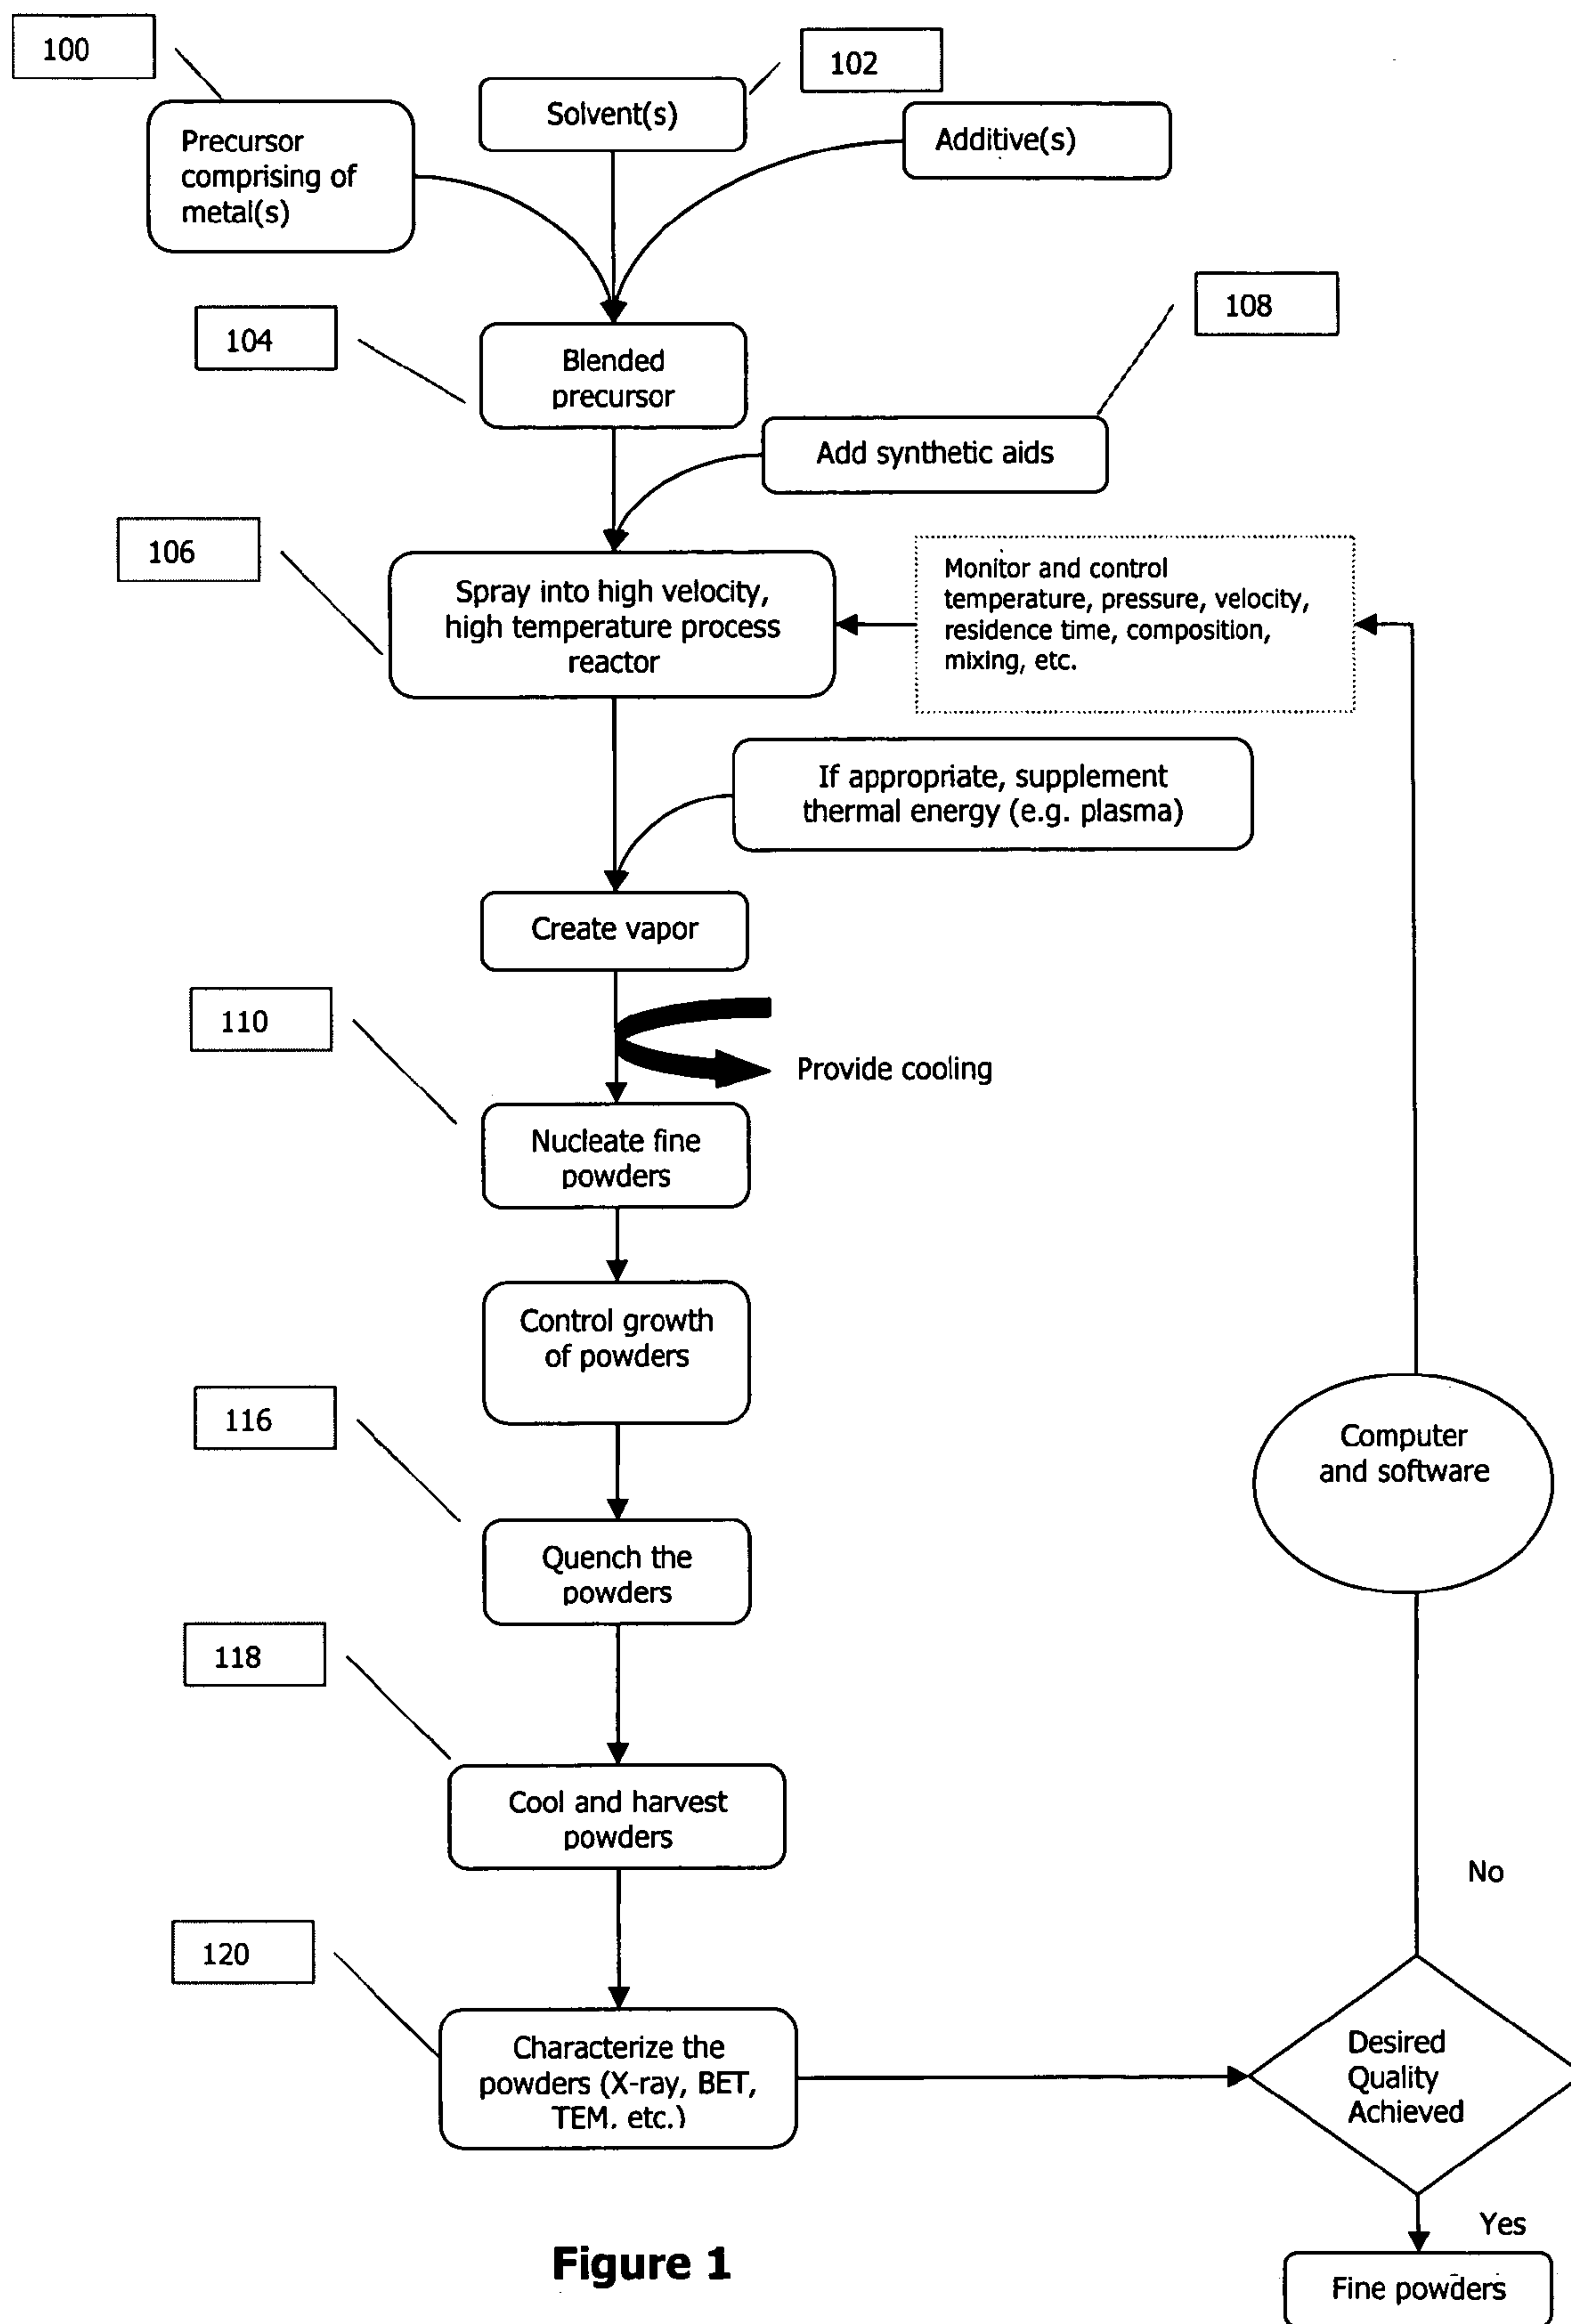 100
102
Solvent(s)
Additive(s)
Precursor
comprising of
metal(s)
108
104
Blended
precursor
Add synthetic aids
106
Spray into high velocity,
high temperature process
reactor
Monitor and control
temperature, pressure, velocity,
residence time, composition,
mixing, etc.
If appropriate, supplement
thermal energy (e.g. plasma)
Create vapor
110
Provide cooling
Nucleate fine
powders
Control growth
of powders
116
Computer
and software
Quench the
powders
118
Cool and harvest
powders
No
120
Characterize the
powders (X-ray, BET,
TEM, etc.)
Desired
Quality
Achieved
Yes
Figure 1
Fine powders